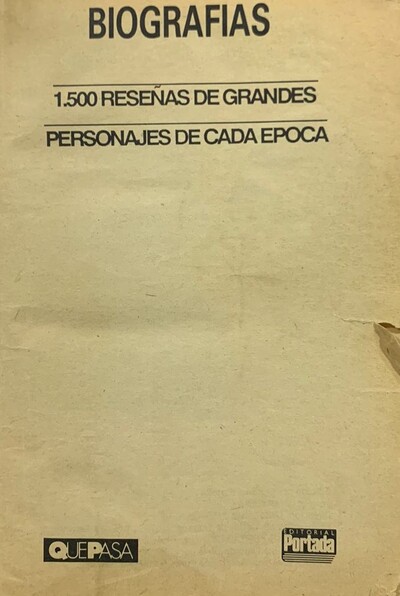 BIOGRAFIAS
1.500 RESEÑAS DE GRANDES
PERSONAJES DE CADA EPOCA
QUEPASA
EDITORIAL
Portada